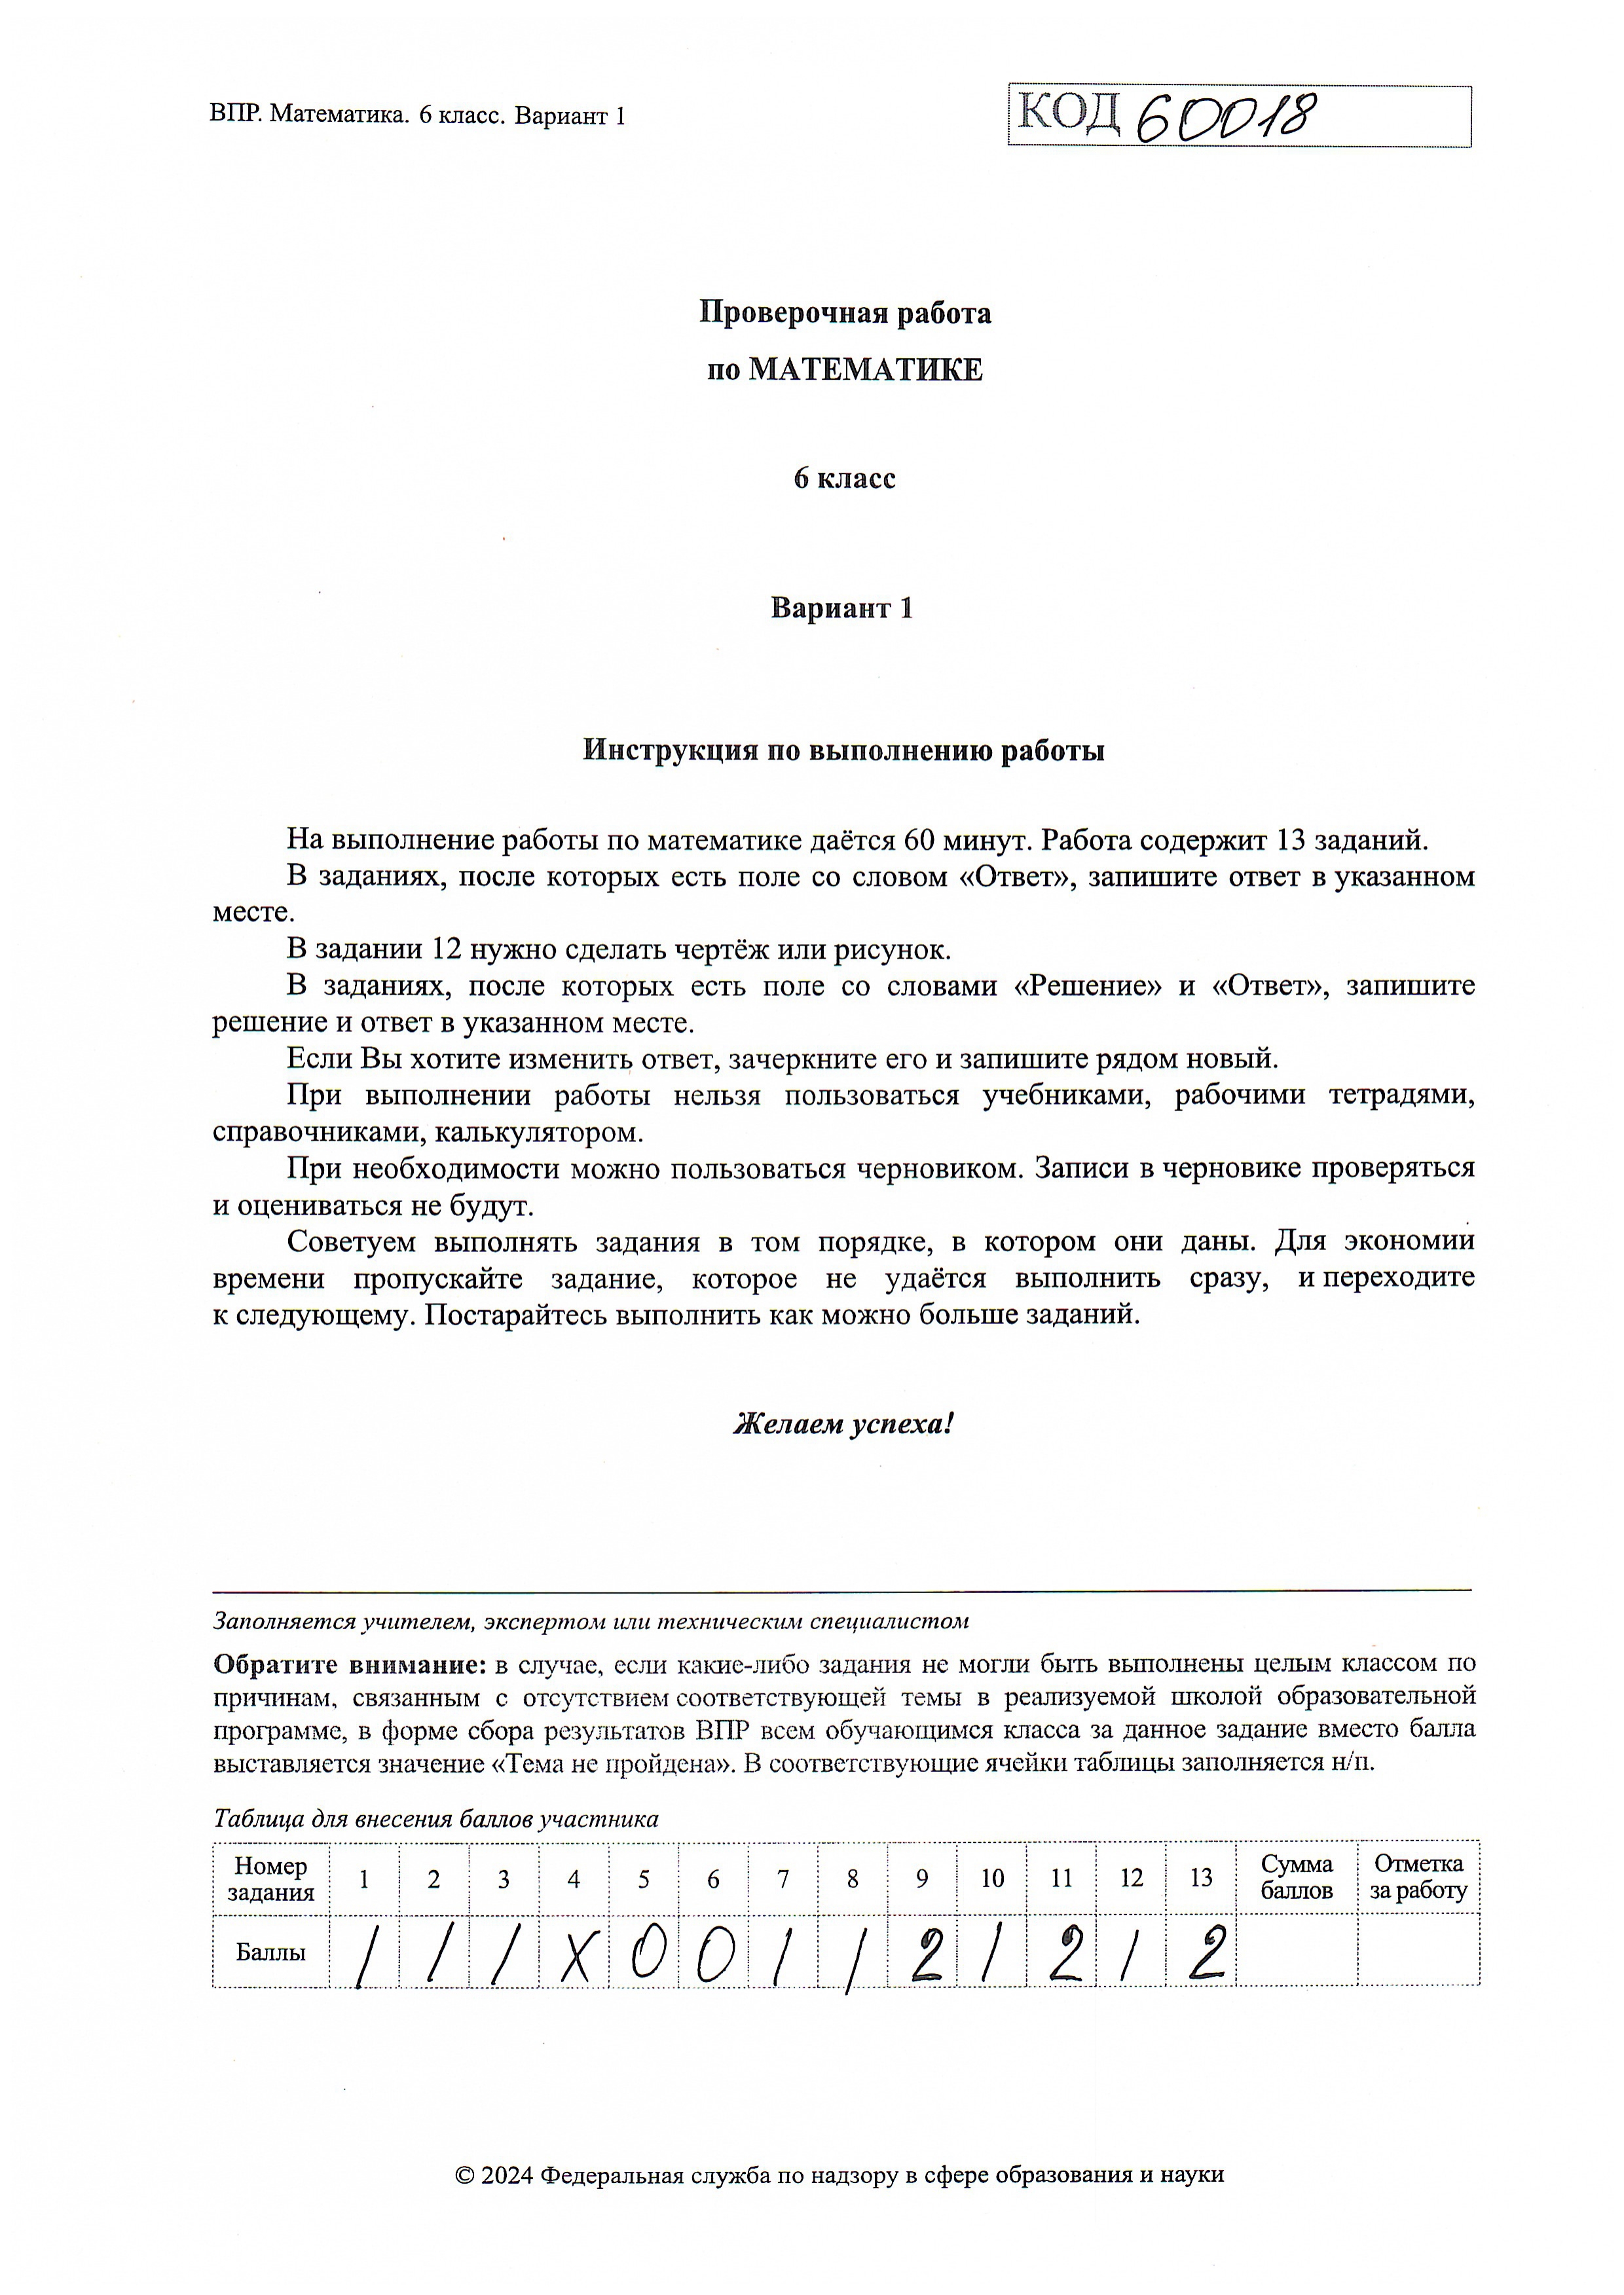 ВПР. Математика. 6 класс. Вариант 1
КОД 60018
Проверочная работа
по МАТЕМАТИКЕ
6 класс
Вариант 1
Инструкция по выполнению работы
На выполнение работы по математике даётся 60 минут. Работа содержит 13 заданий.
В заданиях, после которых есть поле со словом «Ответ», запишите ответ в указанном
месте.
В задании 12 нужно сделать чертёж или рисунок.
В заданиях, после которых есть поле со словами «Решение» и «Ответ», запишите
решение и ответ в указанном месте.
Если Вы хотите изменить ответ, зачеркните его и запишите рядом новый.
При выполнении работы нельзя пользоваться учебниками, рабочими тетрадями,
справочниками, калькулятором.
При необходимости можно пользоваться черновиком. Записи в черновике проверяться
и оцениваться не будут.
Советуем выполнять задания в том порядке, в котором они даны. Для экономии
времени пропускайте задание, которое не удаётся выполнить сразу, и переходите
к следующему. Постарайтесь выполнить как можно больше заданий.
Желаем успеха!
Заполняется учителем, экспертом или техническим специалистом
Обратите внимание: в случае, если какие-либо задания не могли быть выполнены целым классом по
причинам, связанным с отсутствием соответствующей темы в реализуемой школой образовательной
программе, в форме сбора результатов ВПР всем обучающимся класса за данное задание вместо балла
выставляется значение «Тема не пройдена». В соответствующие ячейки таблицы заполняется н/п.
Таблица для внесения баллов участника
Номер задания 1 2 3 4 5 6 7 8 9 10 11 12 13 Сумма баллов Отметка за работу
Баллы 1 1 1 X 0 0 1 1 2 1 2 1 2
© 2024 Федеральная служба по надзору в сфере образования и науки